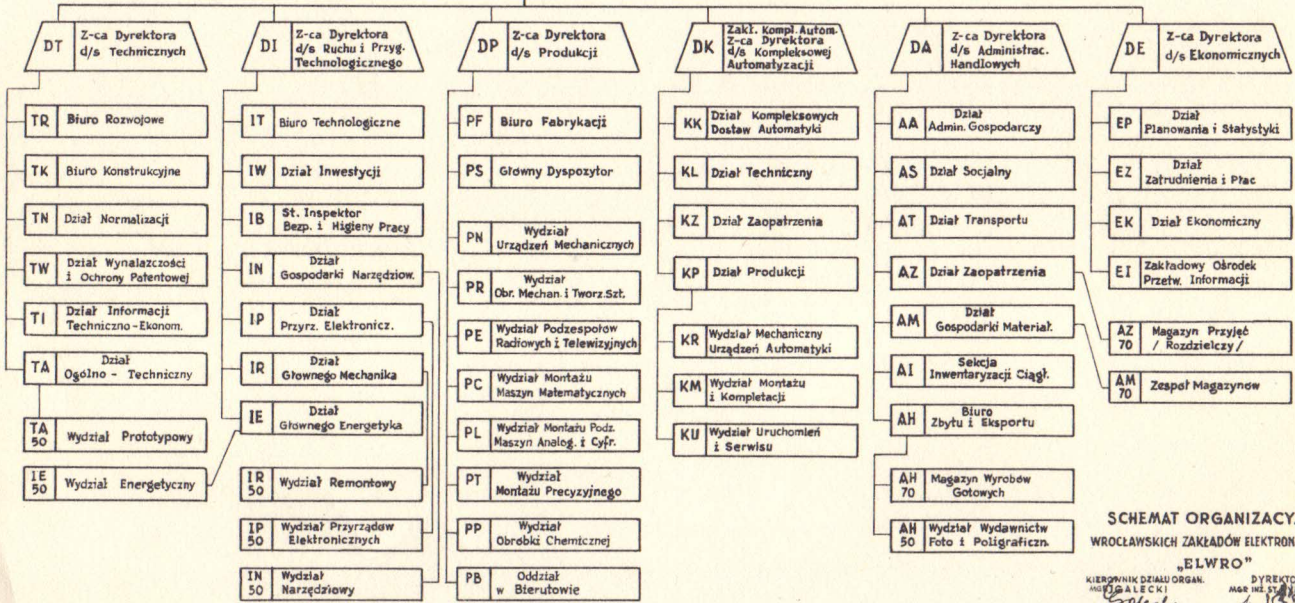 DT
Z-ca Dyrektora
d/s Technicznych
TR
Biuro Rozwojowe
TK
Biuro Konstrukcyjne
TN
Dział Normalizacji
TW
Dział Wynalazczości
i Ochrony Patentowej
TI
Dział Informacji
Techniczno-Ekonom.
TA
Dział
Ogólno - Techniczny
TA
50
Wydział Prototypowy
IE
50
Wydział Energetyczny
DI
Z-ca Dyrektora
d/s Ruchu i Przyg.
Technologicznego
IT
Biuro Technologiczne
IW
Dział Inwestycji
IB
St. Inspektor
Bezp. i Higieny Pracy
IN
Dział
Gospodarki Narzędziow.
IP
Dział
Przyrz. Elektronicz.
IR
Dział
Głownego Mechanika
IE
Dział
Głownego Energetyka
IR
50
Wydział Remontowy
IP
50
Wydział Przyrządow
Elektronicznych
IN
50
Wydział
Narzędziowy
DP
Z-ca Dyrektora
d/s Produkcji
PF
Biuro Fabrykacji
PS
Główny Dyspozytor
PN
Wydział
Urządzeń Mechanicznych
PR
Wydział
Obr. Mechan. i Tworz.Szt.
PE
Wydział Podzespołów
Radiowych i Telewizyjnych
PC
Wydział Montażu
Maszyn Matematycznych
PL
Wydział Montażu Podz.
Maszyn Analog. i Cyfr.
PT
Wydział
Montażu Precyzyjnego
PP
Wydział
Obróbki Chemicznej
PB
Oddział
w Bierutowie
DK
Zakł. Kompl. Autom.
Z-ca Dyrektora
d/s Kompleksowej
Automatyzacji
KK
Dział Kompleksowych
Dostaw Automatyki
KL
Dział Techniczny
KZ
Dział Zaopatrzenia
KP
Dział Produkcji
KR
Wydział Mechaniczny
Urządzeń Automatyki
KM
Wydział Montażu
i Kompletacji
KU
Wydział Uruchomień
i Serwisu
DA
Z-ca Dyrektora
d/s Administrac.
Handlowych
AA
Dział
Admin. Gospodarczy
AS
Dział Socjalny
AT
Dział Transportu
AZ
Dział Zaopatrzenia
AM
Dział
Gospodarki Materiał.
AI
Sekcja
Inwentaryzacji Ciągł.
AH
Biuro
Zbytu i Eksportu
AH
70
Magazyn Wyrobów
Gotowych
AH
50
Wydział Wydawnictw
Foto i Poligraficzn.
DE
Z-ca Dyrektora
d/s Ekonomicznych
EP
Dział
Planowania i Statystyki
EZ
Dział
Zatrudnienia i Płac
EK
Dział Ekonomiczny
EI
Zakładowy Ośrodek
Przetw. Informacji
AZ
70
Magazyn Przyjęć
/ Rozdzielczy /
AM
70
Zespoł Magazynów
SCHEMAT ORGANIZACY
WROCŁAWSKICH ZAKŁADÓW ELEKTRON
„ELWRO”
KIEROWNIK DZIAŁU ORGAN.
DYREKTO
GALECKI
MGR INŻ.